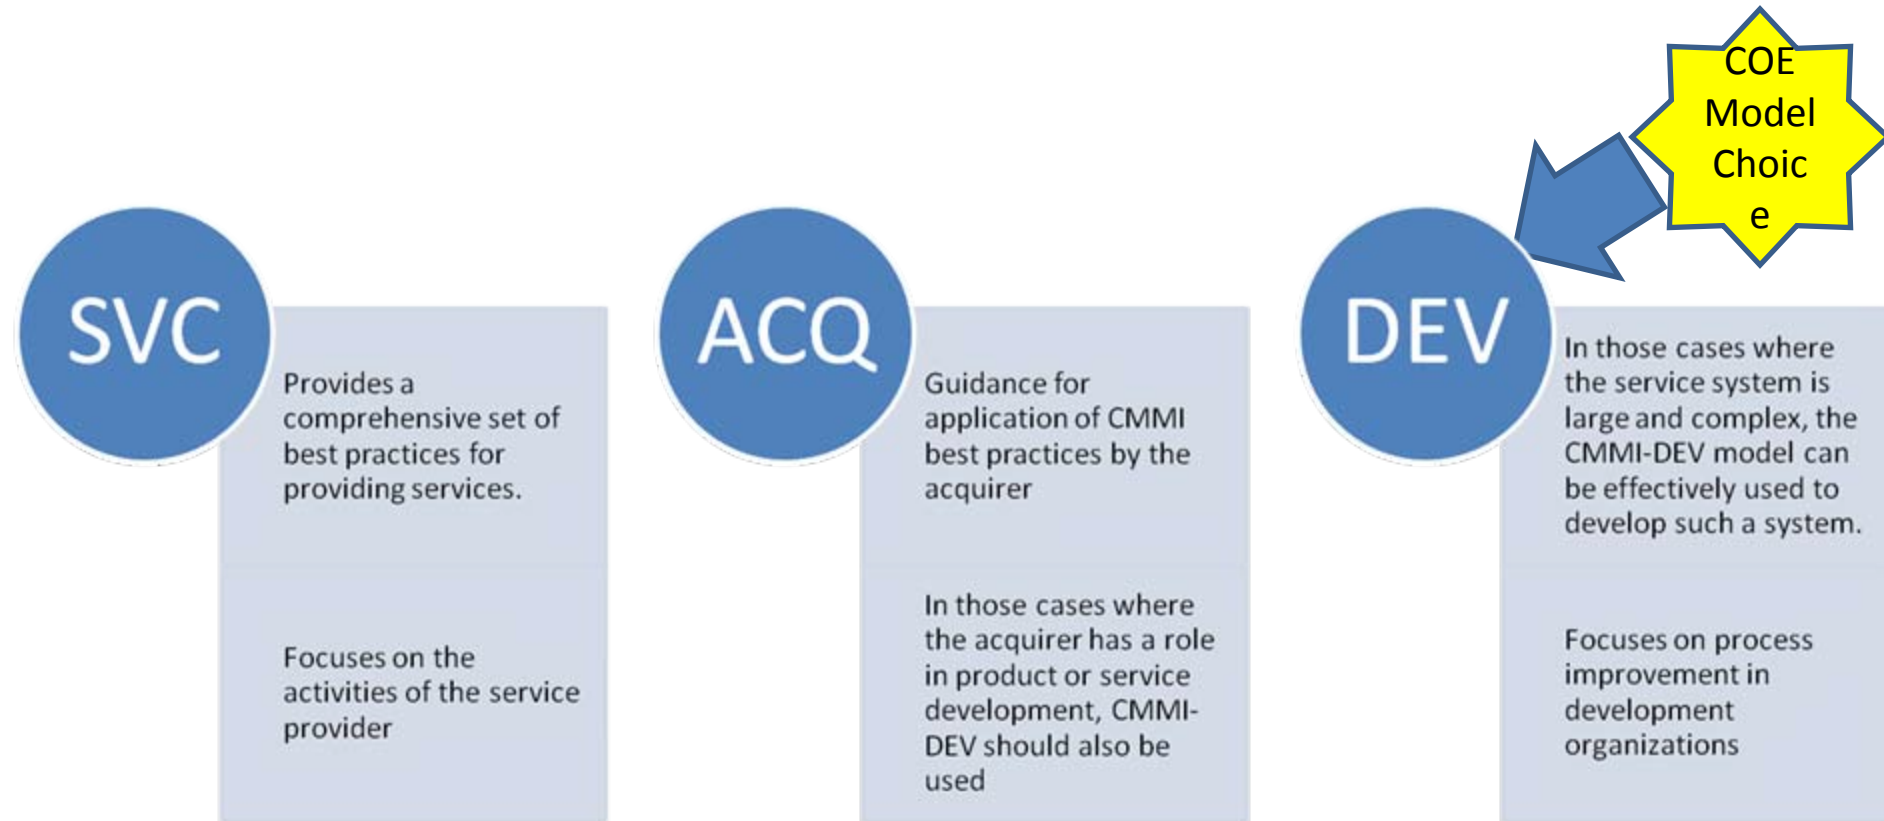 COE
Model
Choic
e
SVC
Provides a
comprehensive set of
best practices for
providing services.
Focuses on the
activities of the service
provider
ACQ
Guidance for
application of CMMI
best practices by the
acquirer
In those cases where
the acquirer has a role
in product or service
development, CMMI-
DEV should also be
used
DEV
In those cases where
the service system is
large and complex, the
CMMI-DEV model can
be effectively used to
develop such a system.
Focuses on process
improvement in
development
organizations